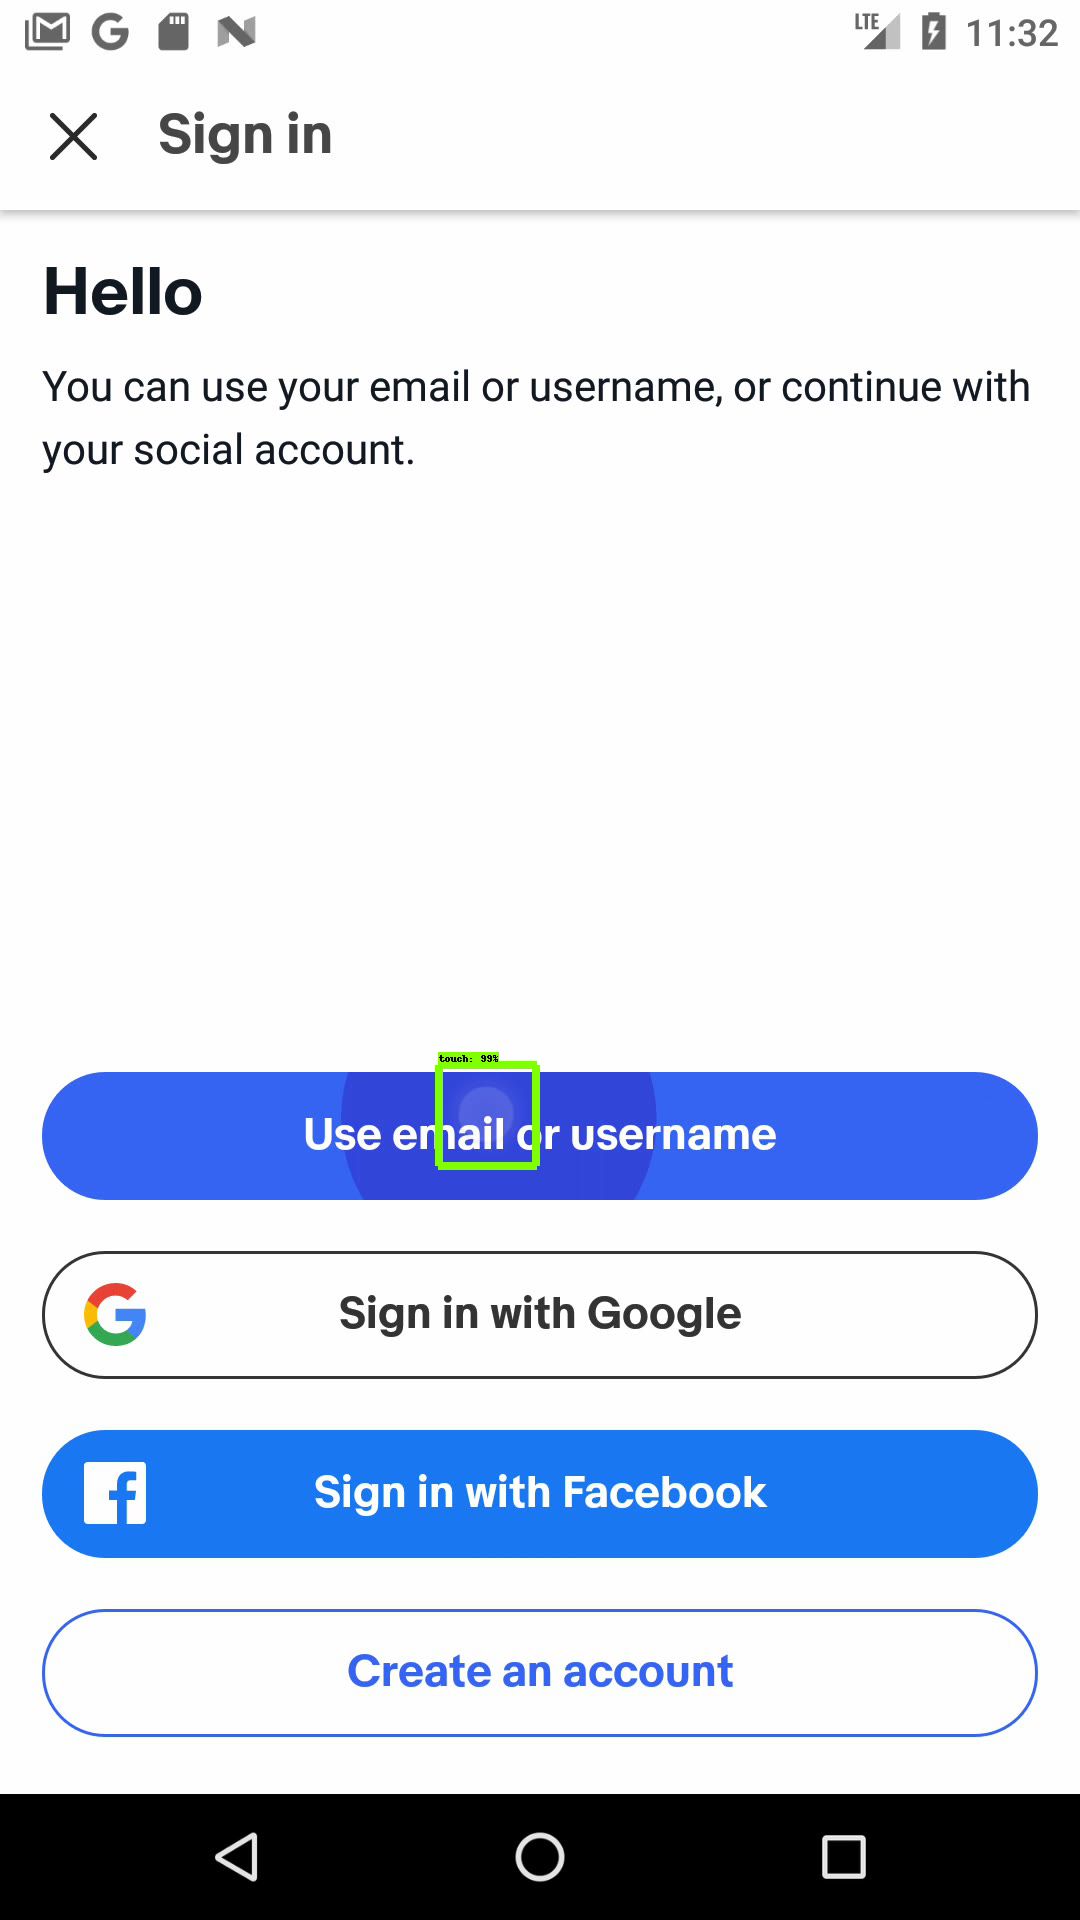 LTE 11:32
Sign in
Hello
You can use your email or username, or continue with
your social account.
touch: 99%
Use email or username
Sign in with Google
Sign in with Facebook
Create an account